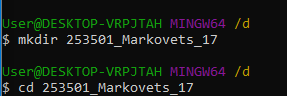 User@DESKTOP-VRPJTAH MINGW64 /d
$ mkdir 253501_Markovets_17
User@DESKTOP-VRPJTAH MINGW64 /d
$ cd 253501_Markovets_17